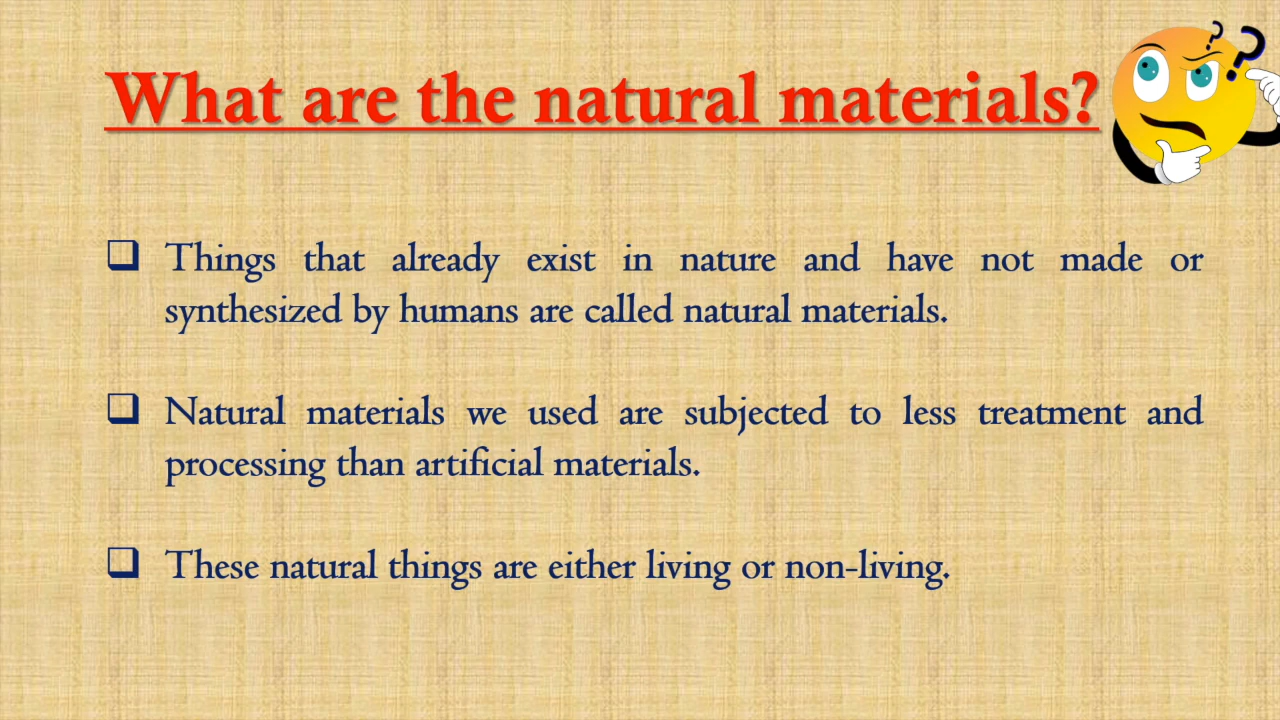 What are the natural materials?
Things that already exist in nature and have not made or
synthesized by humans are called natural materials.
Natural materials we used are subjected to less treatment and
processing than artificial materials.
These natural things are either living or non-living.